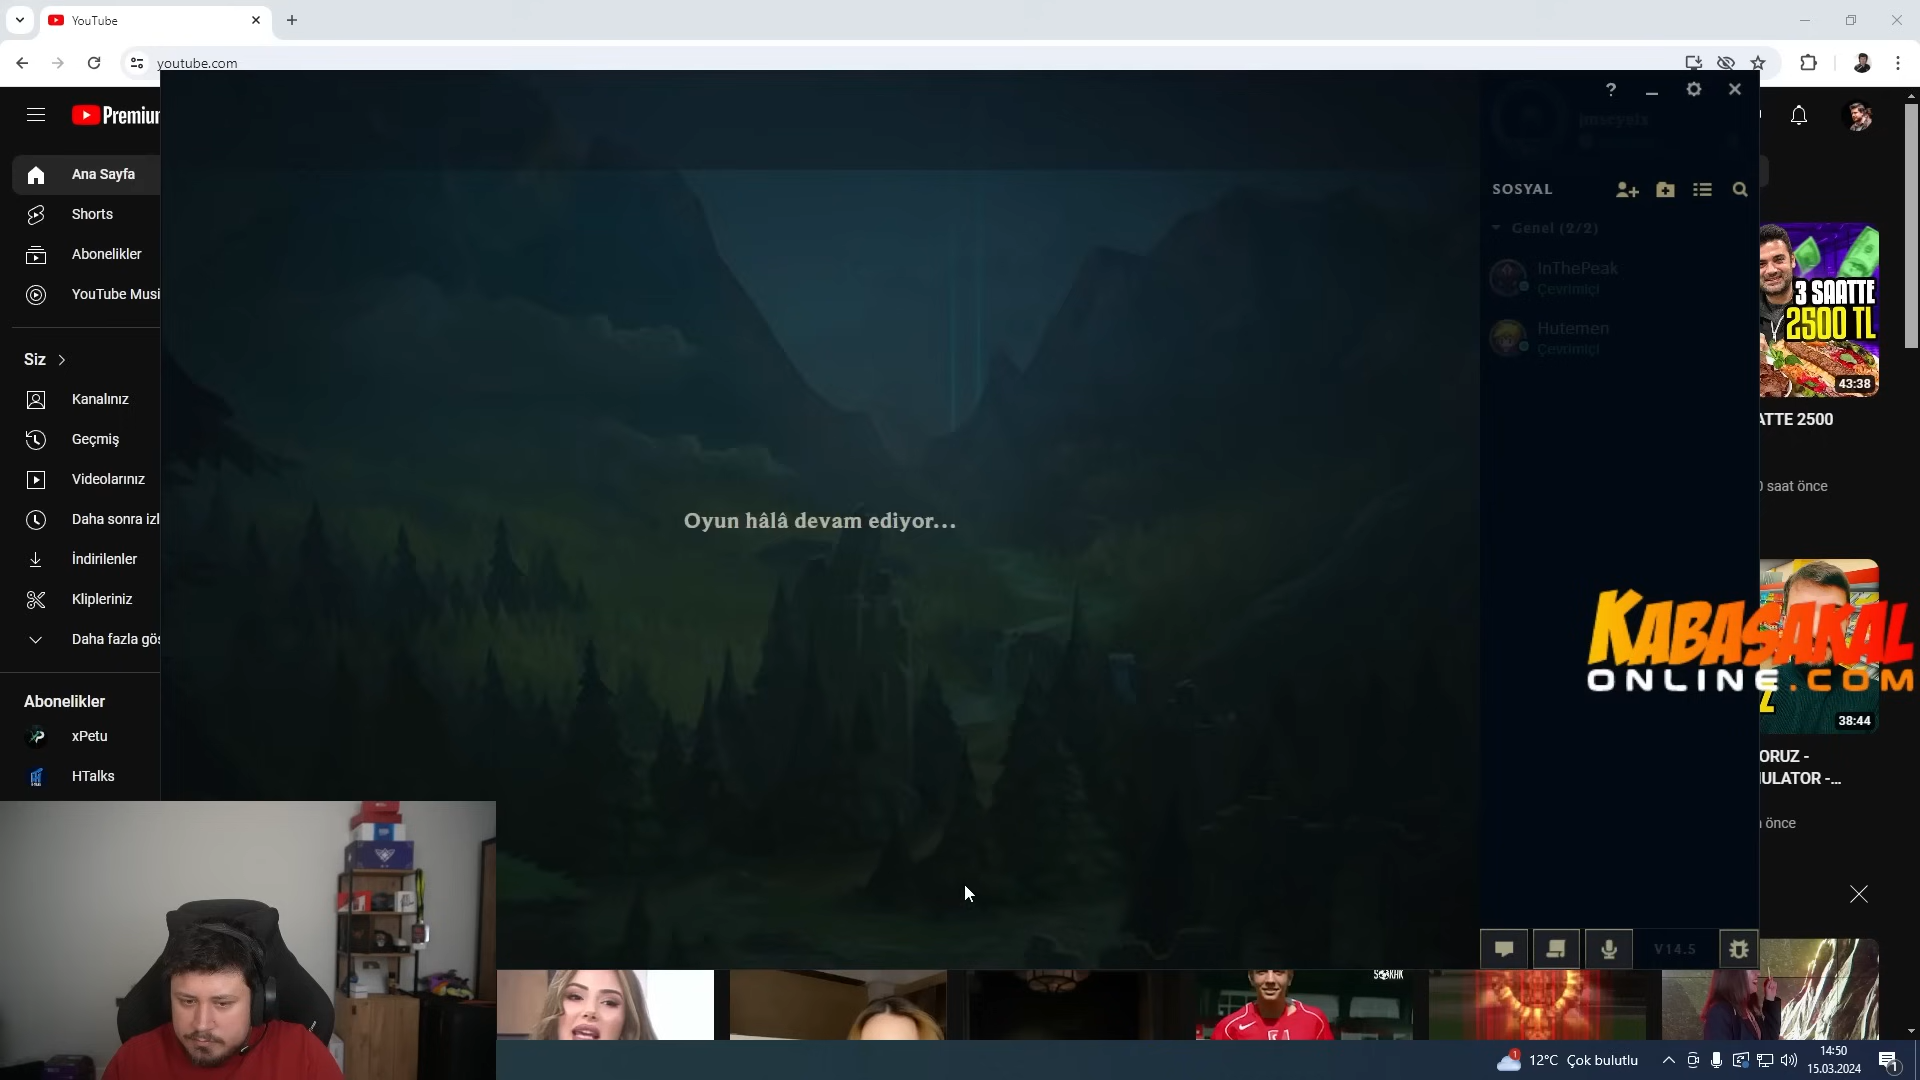 YouTube
youtube.com
Premium
Ana Sayfa
Shorts
Abonelikler
YouTube Musi
Siz
Kanalınız
Geçmiş
Videolarınız
Daha sonra izl
İndirilenler
Klipleriniz
Daha fazla gös
Abonelikler
xPetu
HTalks
Oyun hâlâ devam ediyor...
SOSYAL
Genel (2/2)
InThePeak
Çevrimiçi
Hutemen
Çevrimiçi
V14.5
3 SAATTE
2500 TL
43:38
ATTE 2500
saat önce
KABASAKAL
ONLINE.COM
38:44
ORUZ -
ULATOR -...
önce
1
12°C Çok bulutlu
14:50
15.03.2024
1